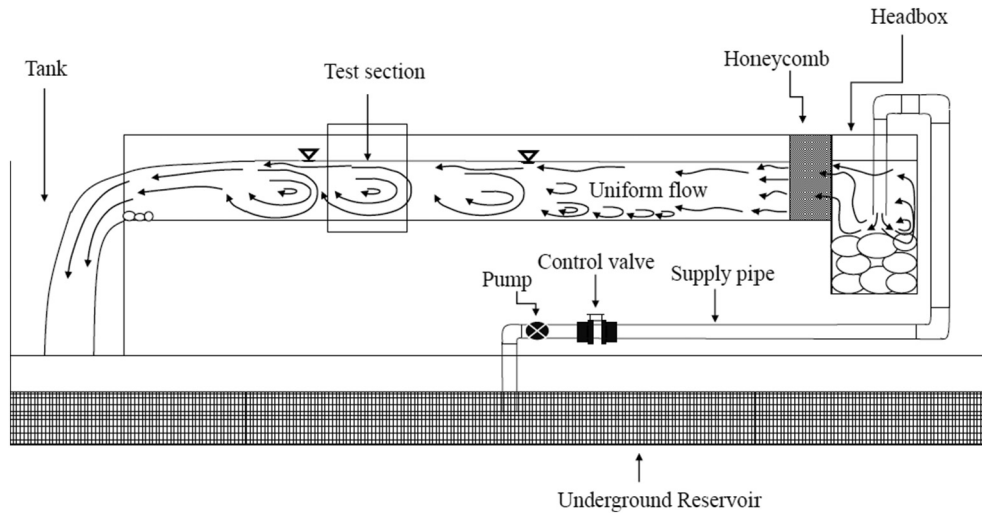 Headbox
Honeycomb
Tank
Test section
Uniform flow
Control valve
Pump
Supply pipe
Underground Reservoir